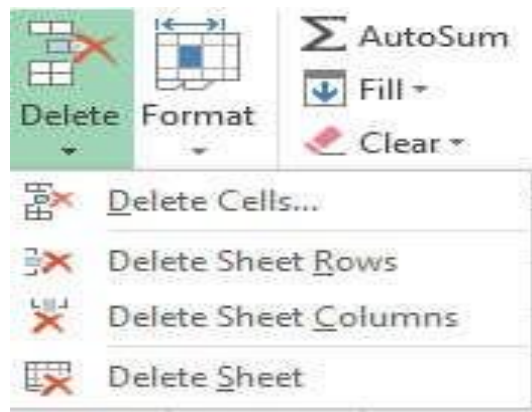 Delete
Format
AutoSum
Fill
Clear
Delete Cells...
Delete Sheet Rows
Delete Sheet Columns
Delete Sheet